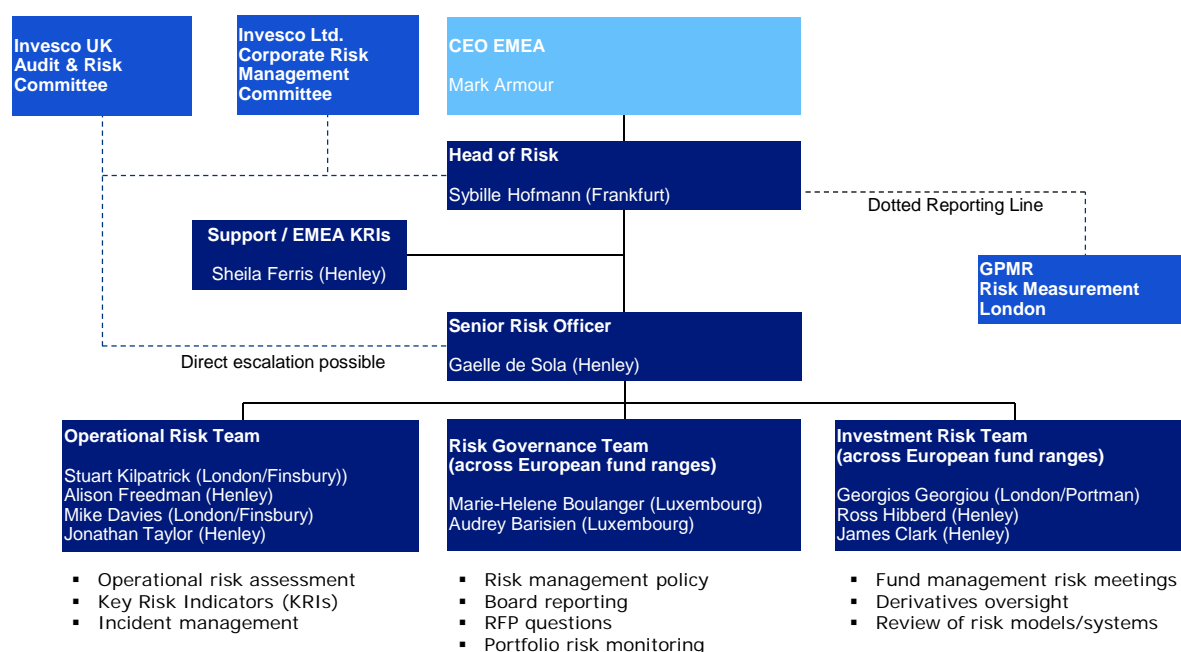 Invesco UK
Audit & Risk
Committee
Invesco Ltd.
Corporate Risk
Management
Committee
CEO EMEA
Mark Armour
Head of Risk
Sybille Hofmann (Frankfurt)
Dotted Reporting Line
Support / EMEA KRIs
Sheila Ferris (Henley)
GPMR
Risk Measurement
London
Senior Risk Officer
Gaelle de Sola (Henley)
Direct escalation possible
Operational Risk Team
Stuart Kilpatrick (London/Finsbury))
Alison Freedman (Henley)
Mike Davies (London/Finsbury)
Jonathan Taylor (Henley)
Risk Governance Team
(across European fund ranges)
Marie-Helene Boulanger (Luxembourg)
Audrey Barisien (Luxembourg)
Investment Risk Team
(across European fund ranges)
Georgios Georgiou (London/Portman)
Ross Hibberd (Henley)
James Clark (Henley)
▪ Operational risk assessment
▪ Key Risk Indicators (KRIs)
▪ Incident management
▪ Risk management policy
▪ Board reporting
▪ RFP questions
▪ Portfolio risk monitoring
▪ Fund management risk meetings
▪ Derivatives oversight
▪ Review of risk models/systems